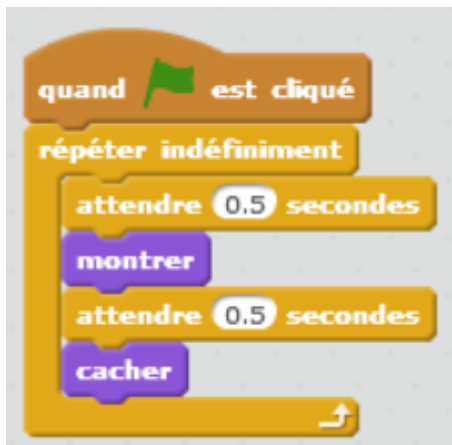 quand est cliqué
répéter indéfiniment
attendre 0.5 secondes
montrer
attendre 0.5 secondes
cacher